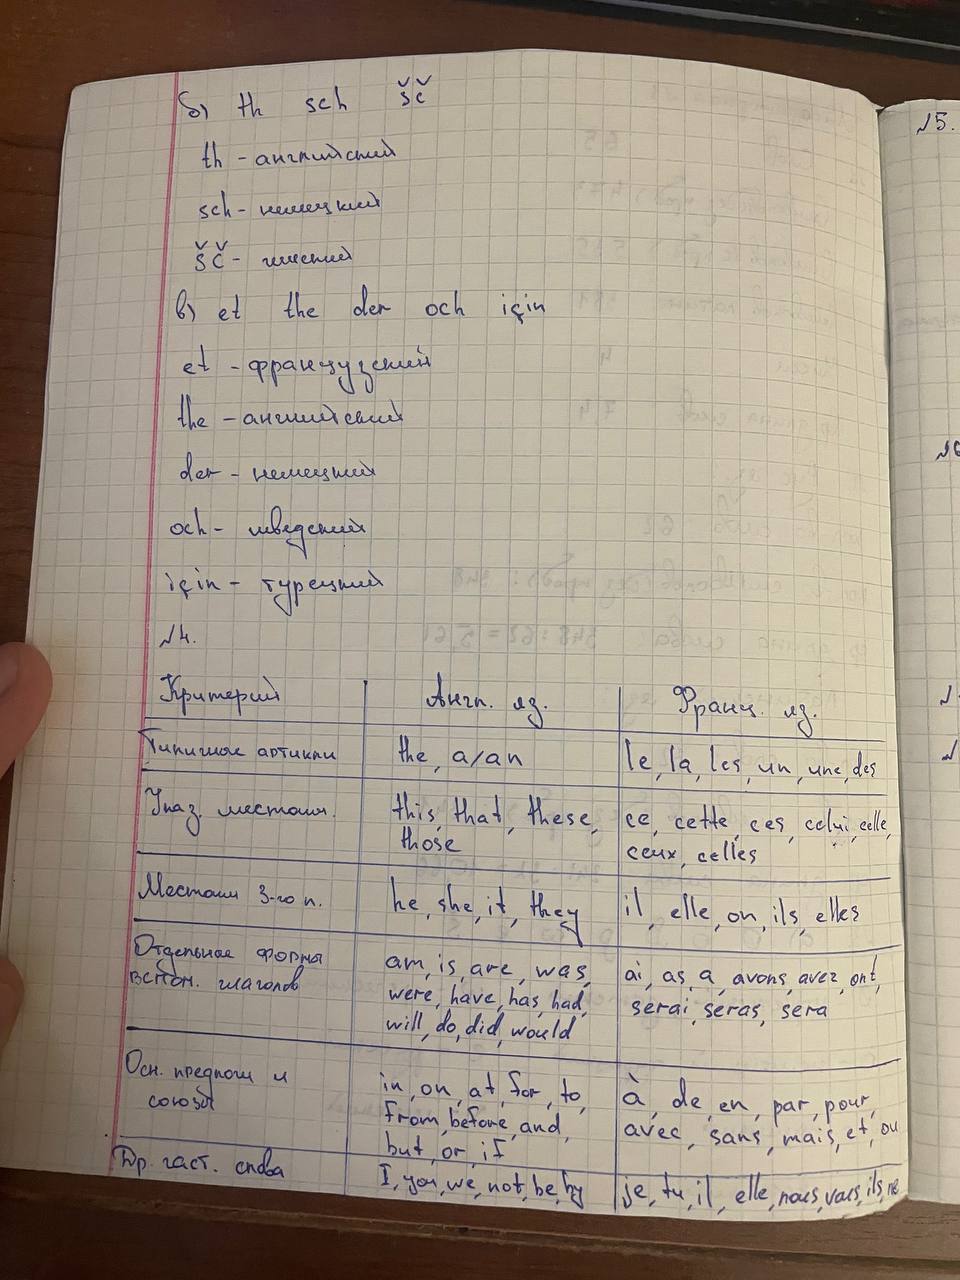 б) th sch šč
th - английский
sch - немецкий
šč - чешский
в) et the der och için
et - французский
the - английский
der - немецкий
och - шведский
için - турецкий
№4.
Критерий Англ. яз. Франц. яз.
Типичные артикли the, a/an le, la, les, un, une, des
Указ. местоим. this, that, these, ce, cette, ces, celui, celle,
those ceux, celles
Местоим 3-го л. he, she, it, they il, elle, on, ils, elles
Отдельные формы am, is, are, was, ai, as, a, avons, avez, ont,
вспом. глаголов were, have, has, had, serai, seras, sera
will, do, did, would
Осн. предлоги и in, on, at, for, to, à, de, en, par, pour,
союзы from, before, and, avec, sans, mais, et, ou
but, or, if
Др. част. слова I, you, we, not, be, by je, tu, il, elle, nous, vous, ils, ne
№5.